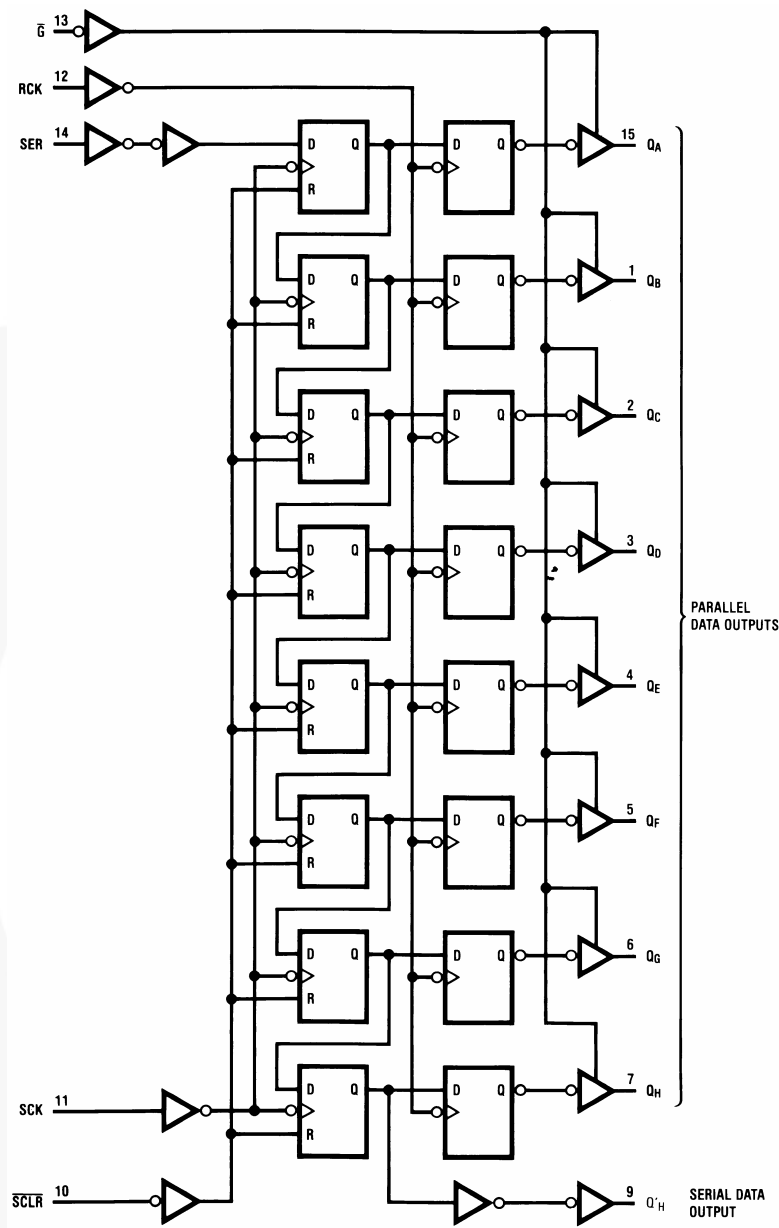 G̅ 13
RCK 12
SER 14
D Q
R
D Q
15 QA
D Q
R
D Q
1 QB
D Q
R
D Q
2 QC
D Q
R
D Q
3 QD
D Q
R
D Q
4 QE
D Q
R
D Q
5 QF
D Q
R
D Q
6 QG
D Q
R
D Q
7 QH
PARALLEL
DATA OUTPUTS
SCK 11
S̅C̅L̅R̅ 10
9 Q'H
SERIAL DATA
OUTPUT